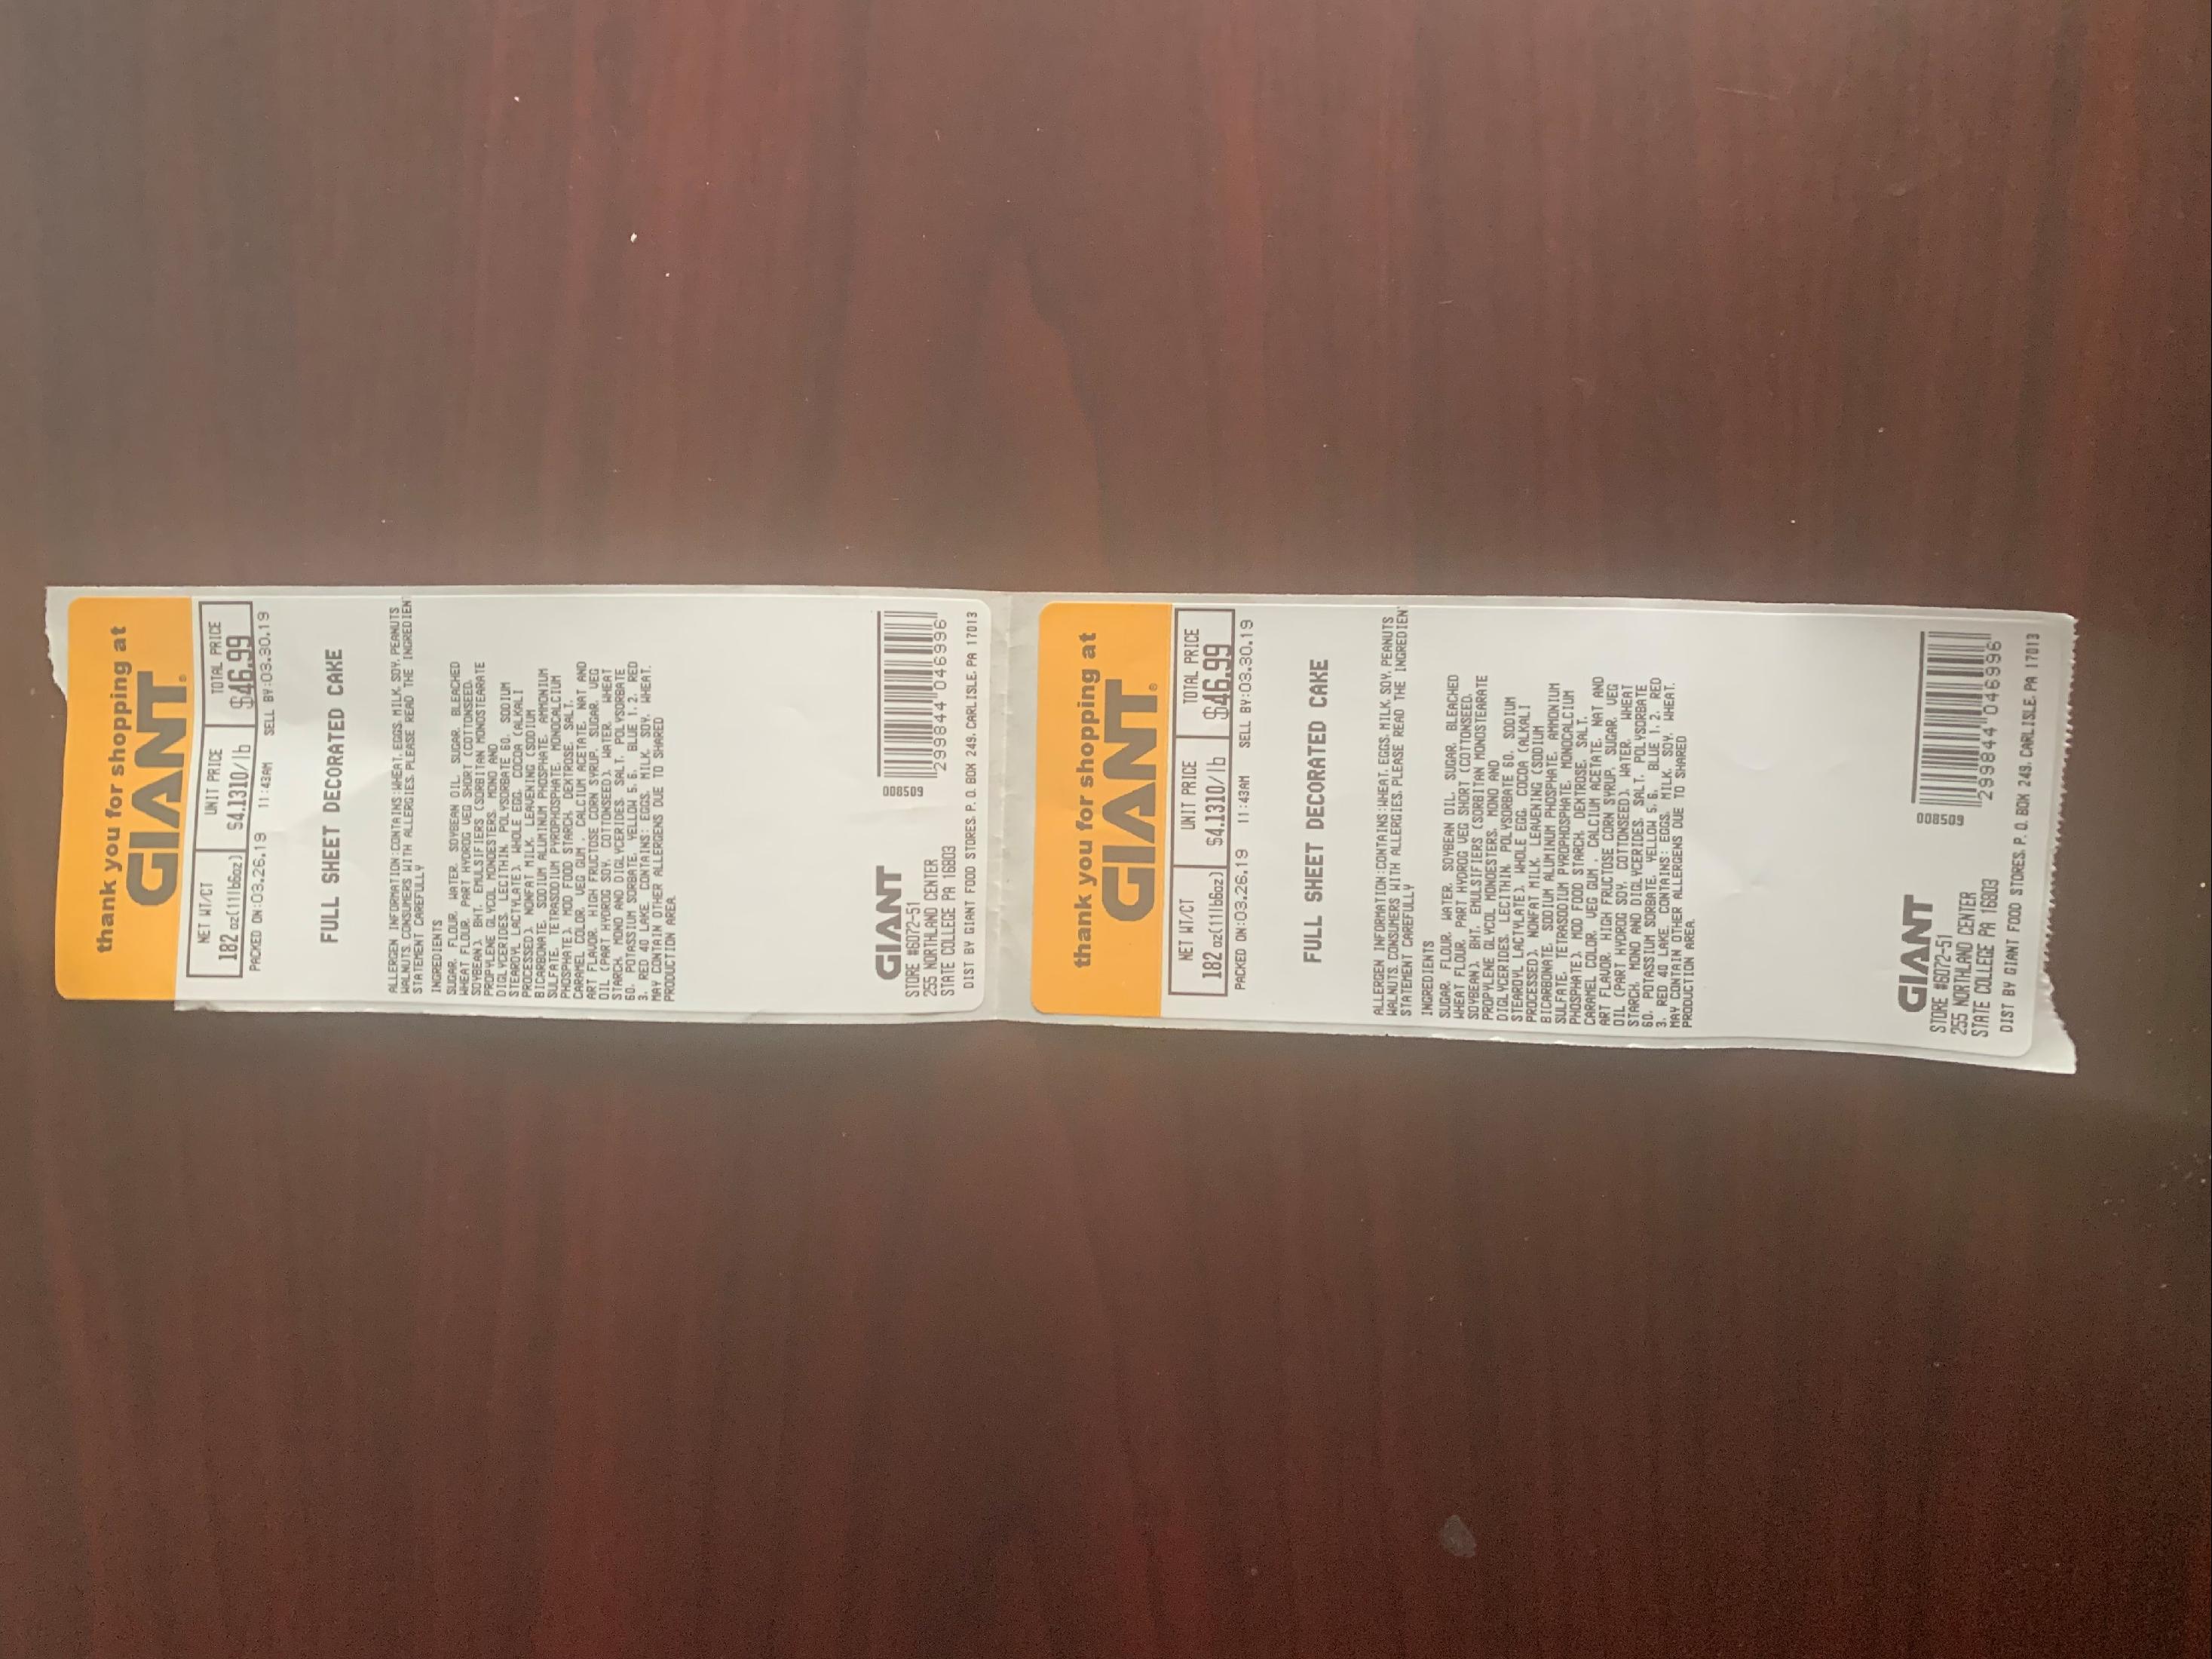 thank you for shopping at
GIANT®
NET WT/CT UNIT PRICE TOTAL PRICE
182 oz(11lb6oz) $4.1310/lb $46.99
PACKED ON:03.26.19 11:43AM SELL BY:03.30.19
FULL SHEET DECORATED CAKE
ALLERGEN INFORMATION:CONTAINS:WHEAT, EGGS, MILK, SOY, PEANUTS
WALNUTS. CONSUMERS WITH ALLERGIES, PLEASE READ THE INGREDIEN
STATEMENT CAREFULLY
INGREDIENTS
SUGAR, FLOUR, WATER, SOYBEAN OIL, SUGAR, BLEACHED
WHEAT FLOUR, PART HYDROG VEG SHORT (COTTONSEED,
SOYBEAN), BHT, EMULSIFIERS (SORBITAN MONOSTEARATE
PROPYLENE GLYCOL MONOESTERS, MONO AND
DIGLYCERIDES, LECITHIN, POLYSORBATE 60, SODIUM
STEAROYL LACTYLATE), WHOLE EGG, COCOA (ALKALI
PROCESSED), NONFAT MILK, LEAVENING (SODIUM
BICARBONATE, SODIUM ALUMINUM PHOSPHATE, AMMONIUM
SULFATE, TETRASODIUM PYROPHOSPHATE, MONOCALCIUM
PHOSPHATE), MOD FOOD STARCH, DEXTROSE, SALT,
CARAMEL COLOR, VEG GUM , CALCIUM ACETATE, NAT AND
ART FLAVOR, HIGH FRUCTOSE CORN SYRUP, SUGAR, VEG
OIL (PART HYDROG SOY, COTTONSEED), WATER, WHEAT
STARCH, MONO AND DIGLYCERIDES, SALT, POLYSORBATE
60, POTASSIUM SORBATE, YELLOW 5, 6, BLUE 1, 2, RED
3, RED 40 LAKE, CONTAINS: EGGS, MILK, SOY, WHEAT.
MAY CONTAIN OTHER ALLERGENS DUE TO SHARED
PRODUCTION AREA.
008509
299844 046996
GIANT
STORE #6072-51
255 NORTHLAND CENTER
STATE COLLEGE PA 16803
DIST BY GIANT FOOD STORES, P. O. BOX 249, CARLISLE, PA 17013
thank you for shopping at
GIANT®
NET WT/CT UNIT PRICE TOTAL PRICE
182 oz(11lb6oz) $4.1310/lb $46.99
PACKED ON:03.26.19 11:43AM SELL BY:03.30.19
FULL SHEET DECORATED CAKE
ALLERGEN INFORMATION:CONTAINS:WHEAT, EGGS, MILK, SOY, PEANUTS
WALNUTS. CONSUMERS WITH ALLERGIES, PLEASE READ THE INGREDIEN
STATEMENT CAREFULLY
INGREDIENTS
SUGAR, FLOUR, WATER, SOYBEAN OIL, SUGAR, BLEACHED
WHEAT FLOUR, PART HYDROG VEG SHORT (COTTONSEED,
SOYBEAN), BHT, EMULSIFIERS (SORBITAN MONOSTEARATE
PROPYLENE GLYCOL MONOESTERS, MONO AND
DIGLYCERIDES, LECITHIN, POLYSORBATE 60, SODIUM
STEAROYL LACTYLATE), WHOLE EGG, COCOA (ALKALI
PROCESSED), NONFAT MILK, LEAVENING (SODIUM
BICARBONATE, SODIUM ALUMINUM PHOSPHATE, AMMONIUM
SULFATE, TETRASODIUM PYROPHOSPHATE, MONOCALCIUM
PHOSPHATE), MOD FOOD STARCH, DEXTROSE, SALT,
CARAMEL COLOR, VEG GUM , CALCIUM ACETATE, NAT AND
ART FLAVOR, HIGH FRUCTOSE CORN SYRUP, SUGAR, VEG
OIL (PART HYDROG SOY, COTTONSEED), WATER, WHEAT
STARCH, MONO AND DIGLYCERIDES, SALT, POLYSORBATE
60, POTASSIUM SORBATE, YELLOW 5, 6, BLUE 1, 2, RED
3, RED 40 LAKE, CONTAINS: EGGS, MILK, SOY, WHEAT.
MAY CONTAIN OTHER ALLERGENS DUE TO SHARED
PRODUCTION AREA.
008509
299844 046996
GIANT
STORE #6072-51
255 NORTHLAND CENTER
STATE COLLEGE PA 16803
DIST BY GIANT FOOD STORES, P. O. BOX 249, CARLISLE, PA 17013